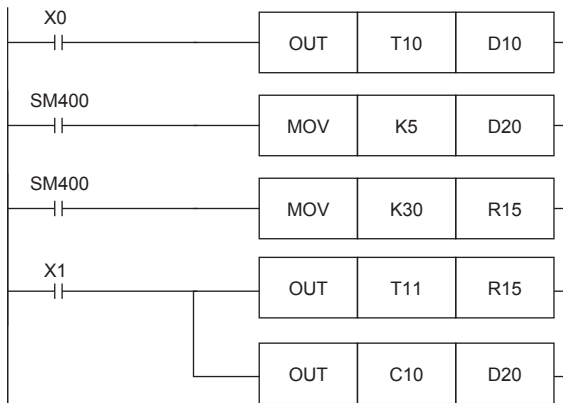 X0
OUT T10 D10
SM400
MOV K5 D20
SM400
MOV K30 R15
X1
OUT T11 R15
OUT C10 D20